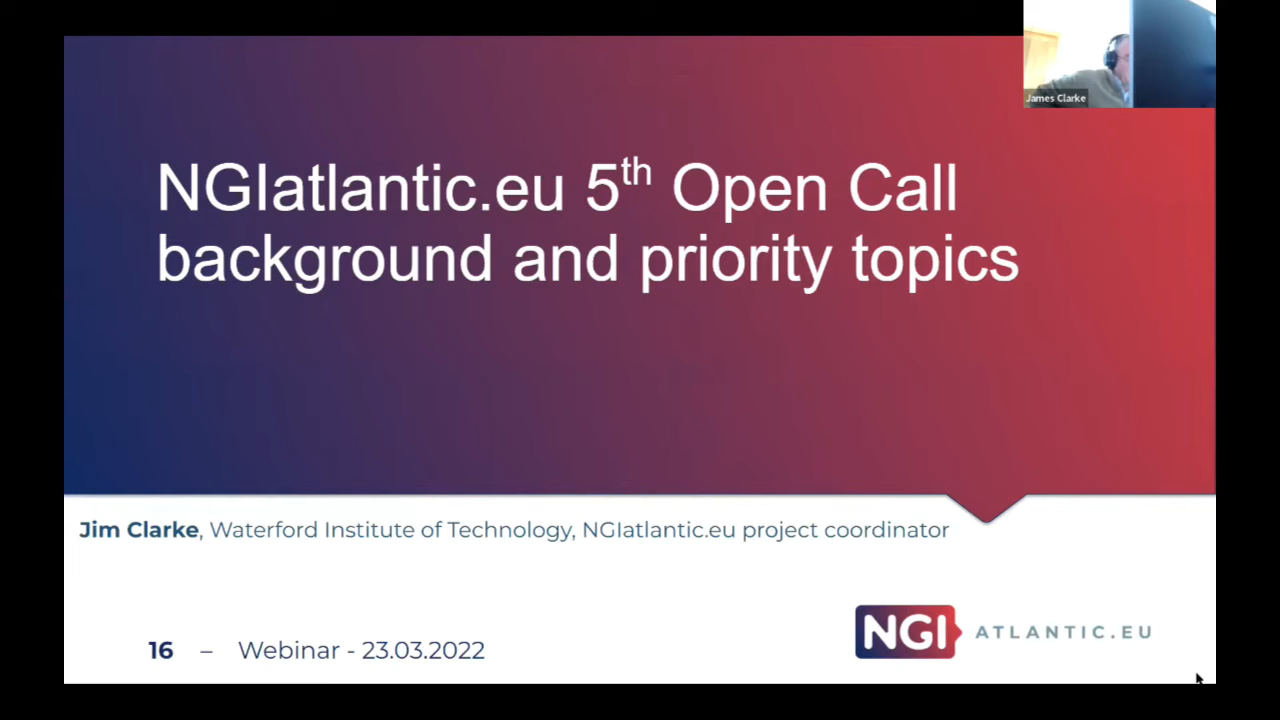 James Clarke
NGIatlantic.eu 5th Open Call
background and priority topics
Jim Clarke, Waterford Institute of Technology, NGIatlantic.eu project coordinator
NGI ATLANTIC.EU
16 – Webinar - 23.03.2022